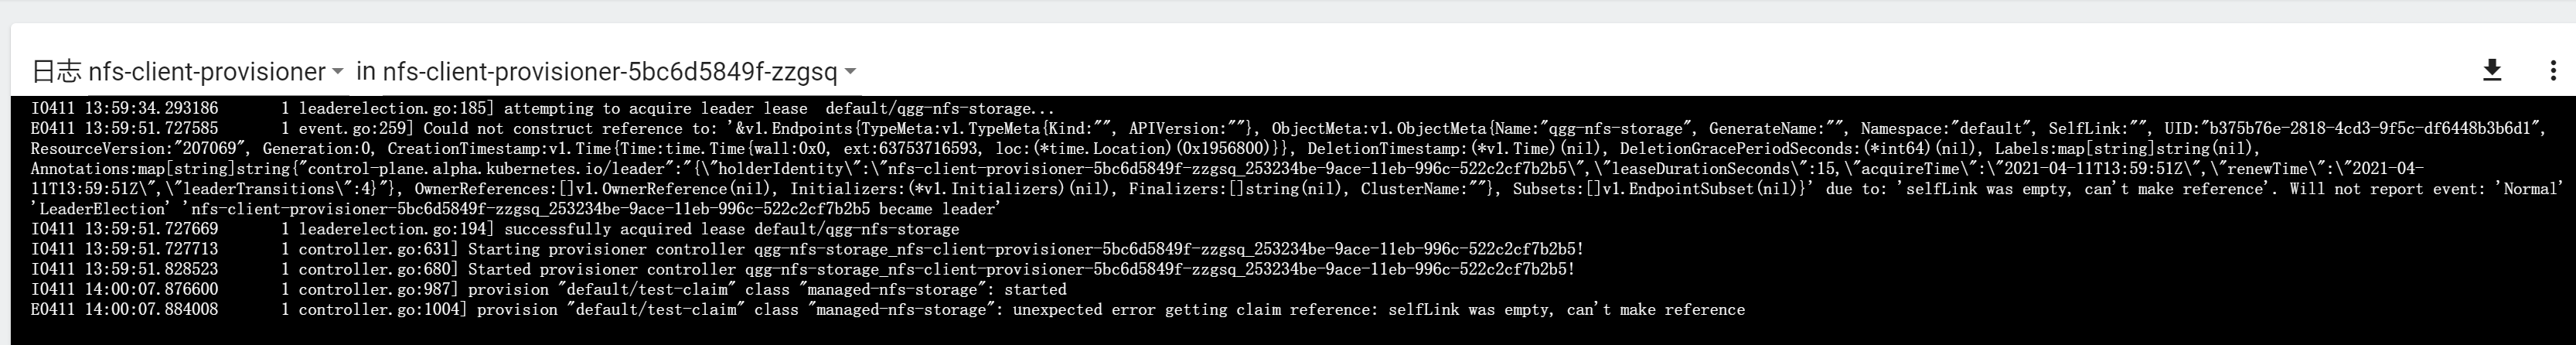 日志 nfs-client-provisioner in nfs-client-provisioner-5bc6d5849f-zzgsq
I0411 13:59:34.293186 1 leaderelection.go:185] attempting to acquire leader lease default/qgg-nfs-storage...
E0411 13:59:51.727585 1 event.go:259] Could not construct reference to: '&v1.Endpoints{TypeMeta:v1.TypeMeta{Kind:"", APIVersion:""}, ObjectMeta:v1.ObjectMeta{Name:"qgg-nfs-storage", GenerateName:"", Namespace:"default", SelfLink:"", UID:"b375b76e-2818-4cd3-9f5c-df6448b3b6d1",
ResourceVersion:"207069", Generation:0, CreationTimestamp:v1.Time{Time:time.Time{wall:0x0, ext:63753716593, loc:(*time.Location)(0x1956800)}}, DeletionTimestamp:(*v1.Time)(nil), DeletionGracePeriodSeconds:(*int64)(nil), Labels:map[string]string(nil),
Annotations:map[string]string{"control-plane.alpha.kubernetes.io/leader":"{\"holderIdentity\":\"nfs-client-provisioner-5bc6d5849f-zzgsq_253234be-9ace-11eb-996c-522c2cf7b2b5\",\"leaseDurationSeconds\":15,\"acquireTime\":\"2021-04-11T13:59:51Z\",\"renewTime\":\"2021-04-
11T13:59:51Z\",\"leaderTransitions\":4}"}, OwnerReferences:[]v1.OwnerReference(nil), Initializers:(*v1.Initializers)(nil), Finalizers:[]string(nil), ClusterName:""}, Subsets:[]v1.EndpointSubset(nil)}' due to: 'selfLink was empty, can't make reference'. Will not report event: 'Normal'
'LeaderElection' 'nfs-client-provisioner-5bc6d5849f-zzgsq_253234be-9ace-11eb-996c-522c2cf7b2b5 became leader'
I0411 13:59:51.727669 1 leaderelection.go:194] successfully acquired lease default/qgg-nfs-storage
I0411 13:59:51.727713 1 controller.go:631] Starting provisioner controller qgg-nfs-storage_nfs-client-provisioner-5bc6d5849f-zzgsq_253234be-9ace-11eb-996c-522c2cf7b2b5!
I0411 13:59:51.828523 1 controller.go:680] Started provisioner controller qgg-nfs-storage_nfs-client-provisioner-5bc6d5849f-zzgsq_253234be-9ace-11eb-996c-522c2cf7b2b5!
I0411 14:00:07.876600 1 controller.go:987] provision "default/test-claim" class "managed-nfs-storage": started
E0411 14:00:07.884008 1 controller.go:1004] provision "default/test-claim" class "managed-nfs-storage": unexpected error getting claim reference: selfLink was empty, can't make reference